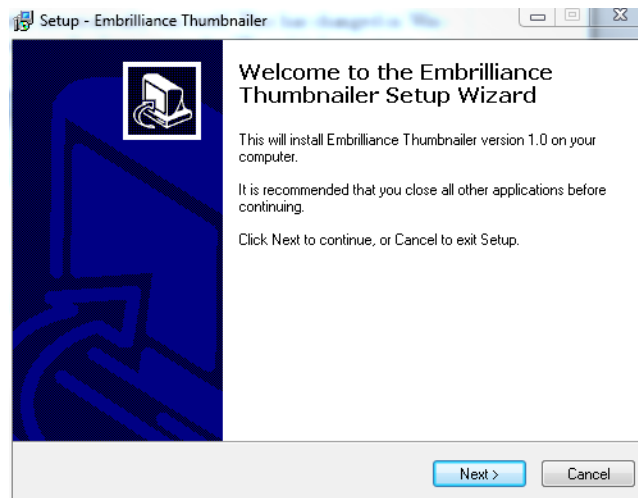 Setup - Embrilliance Thumbnailer
Welcome to the Embrilliance
Thumbnailer Setup Wizard
This will install Embrilliance Thumbnailer version 1.0 on your
computer.
It is recommended that you close all other applications before
continuing.
Click Next to continue, or Cancel to exit Setup.
Next >
Cancel